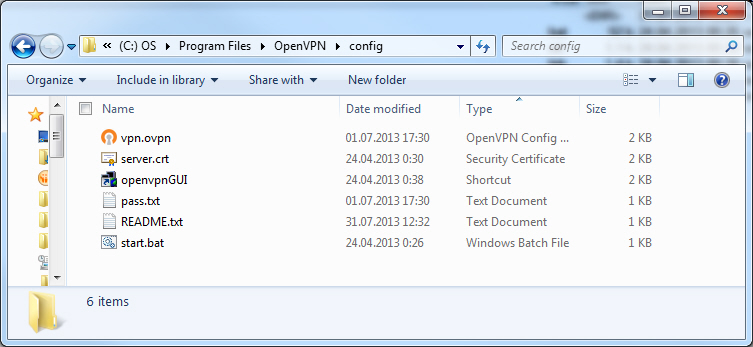 « (C:) OS ▸ Program Files ▸ OpenVPN ▸ config Search config
Organize Include in library Share with New folder
Name Date modified Type Size
vpn.ovpn 01.07.2013 17:30 OpenVPN Config ... 2 KB
server.crt 24.04.2013 0:30 Security Certificate 2 KB
openvpnGUI 24.04.2013 0:38 Shortcut 2 KB
pass.txt 01.07.2013 17:30 Text Document 1 KB
README.txt 31.07.2013 12:32 Text Document 1 KB
start.bat 24.04.2013 0:26 Windows Batch File 1 KB
6 items